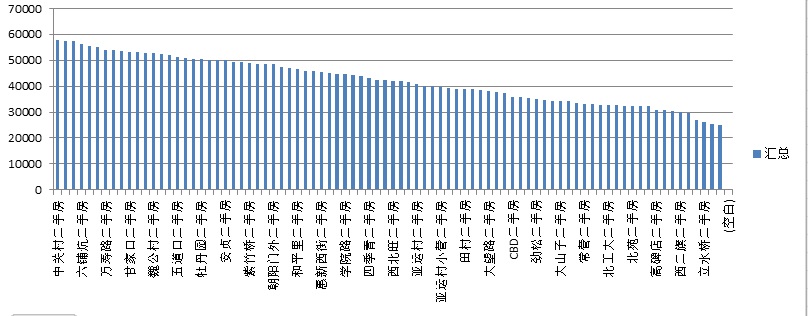 70000
60000
50000
40000
30000
20000
10000
0
中关村二手房
六铺炕二手房
万寿路二手房
甘家口二手房
魏公村二手房
五道口二手房
牡丹园二手房
安贞二手房
紫竹桥二手房
朝阳门外二手房
和平里二手房
惠新西街二手房
学院路二手房
四季青二手房
西北旺二手房
亚运村二手房
亚运村小营二手房
田村二手房
大望路二手房
CBD二手房
劲松二手房
大山子二手房
常营二手房
北工大二手房
北苑二手房
高碑店二手房
西二旗二手房
立水桥二手房
(空白)
汇总